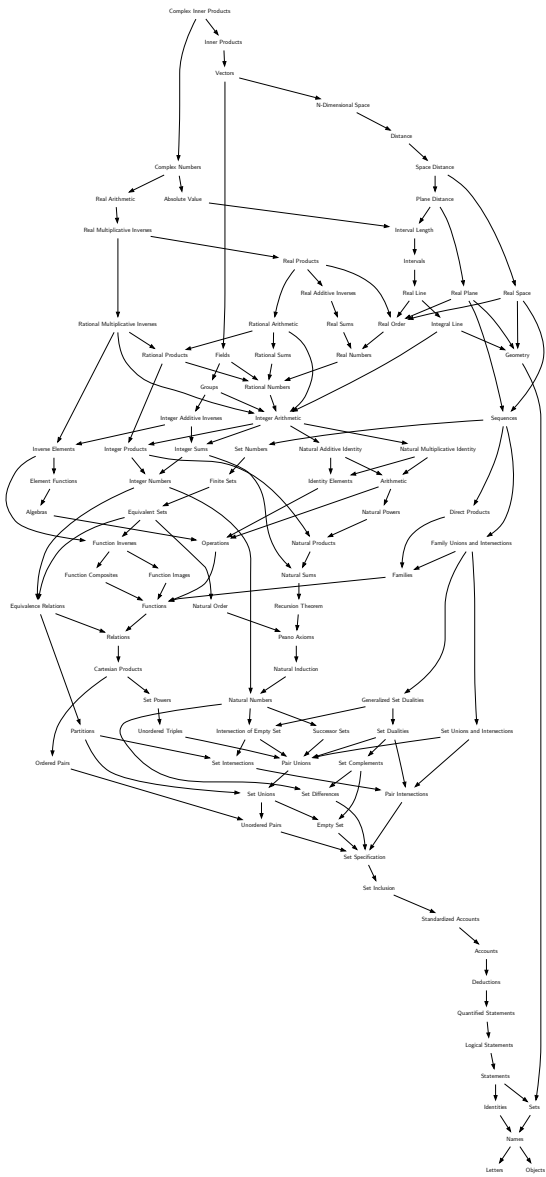 Complex Inner Products
Inner Products
Vectors
N-Dimensional Space
Distance
Complex Numbers
Space Distance
Real Arithmetic
Absolute Value
Plane Distance
Real Multiplicative Inverses
Interval Length
Real Products
Intervals
Real Additive Inverses
Real Line
Real Plane
Real Space
Rational Multiplicative Inverses
Rational Arithmetic
Real Sums
Real Order
Integral Line
Rational Products
Fields
Rational Sums
Real Numbers
Geometry
Groups
Rational Numbers
Integer Additive Inverses
Integer Arithmetic
Sequences
Inverse Elements
Integer Products
Integer Sums
Set Numbers
Natural Additive Identity
Natural Multiplicative Identity
Element Functions
Integer Numbers
Finite Sets
Identity Elements
Arithmetic
Algebras
Equivalent Sets
Natural Powers
Direct Products
Function Inverses
Operations
Natural Products
Family Unions and Intersections
Function Composites
Function Images
Natural Sums
Families
Equivalence Relations
Functions
Natural Order
Recursion Theorem
Relations
Peano Axioms
Cartesian Products
Natural Induction
Set Powers
Natural Numbers
Generalized Set Dualities
Partitions
Unordered Triples
Intersection of Empty Set
Successor Sets
Set Dualities
Set Unions and Intersections
Ordered Pairs
Set Intersections
Pair Unions
Set Complements
Set Unions
Set Differences
Pair Intersections
Unordered Pairs
Empty Set
Set Specification
Set Inclusion
Standardized Accounts
Accounts
Deductions
Quantified Statements
Logical Statements
Statements
Identities
Sets
Names
Letters
Objects